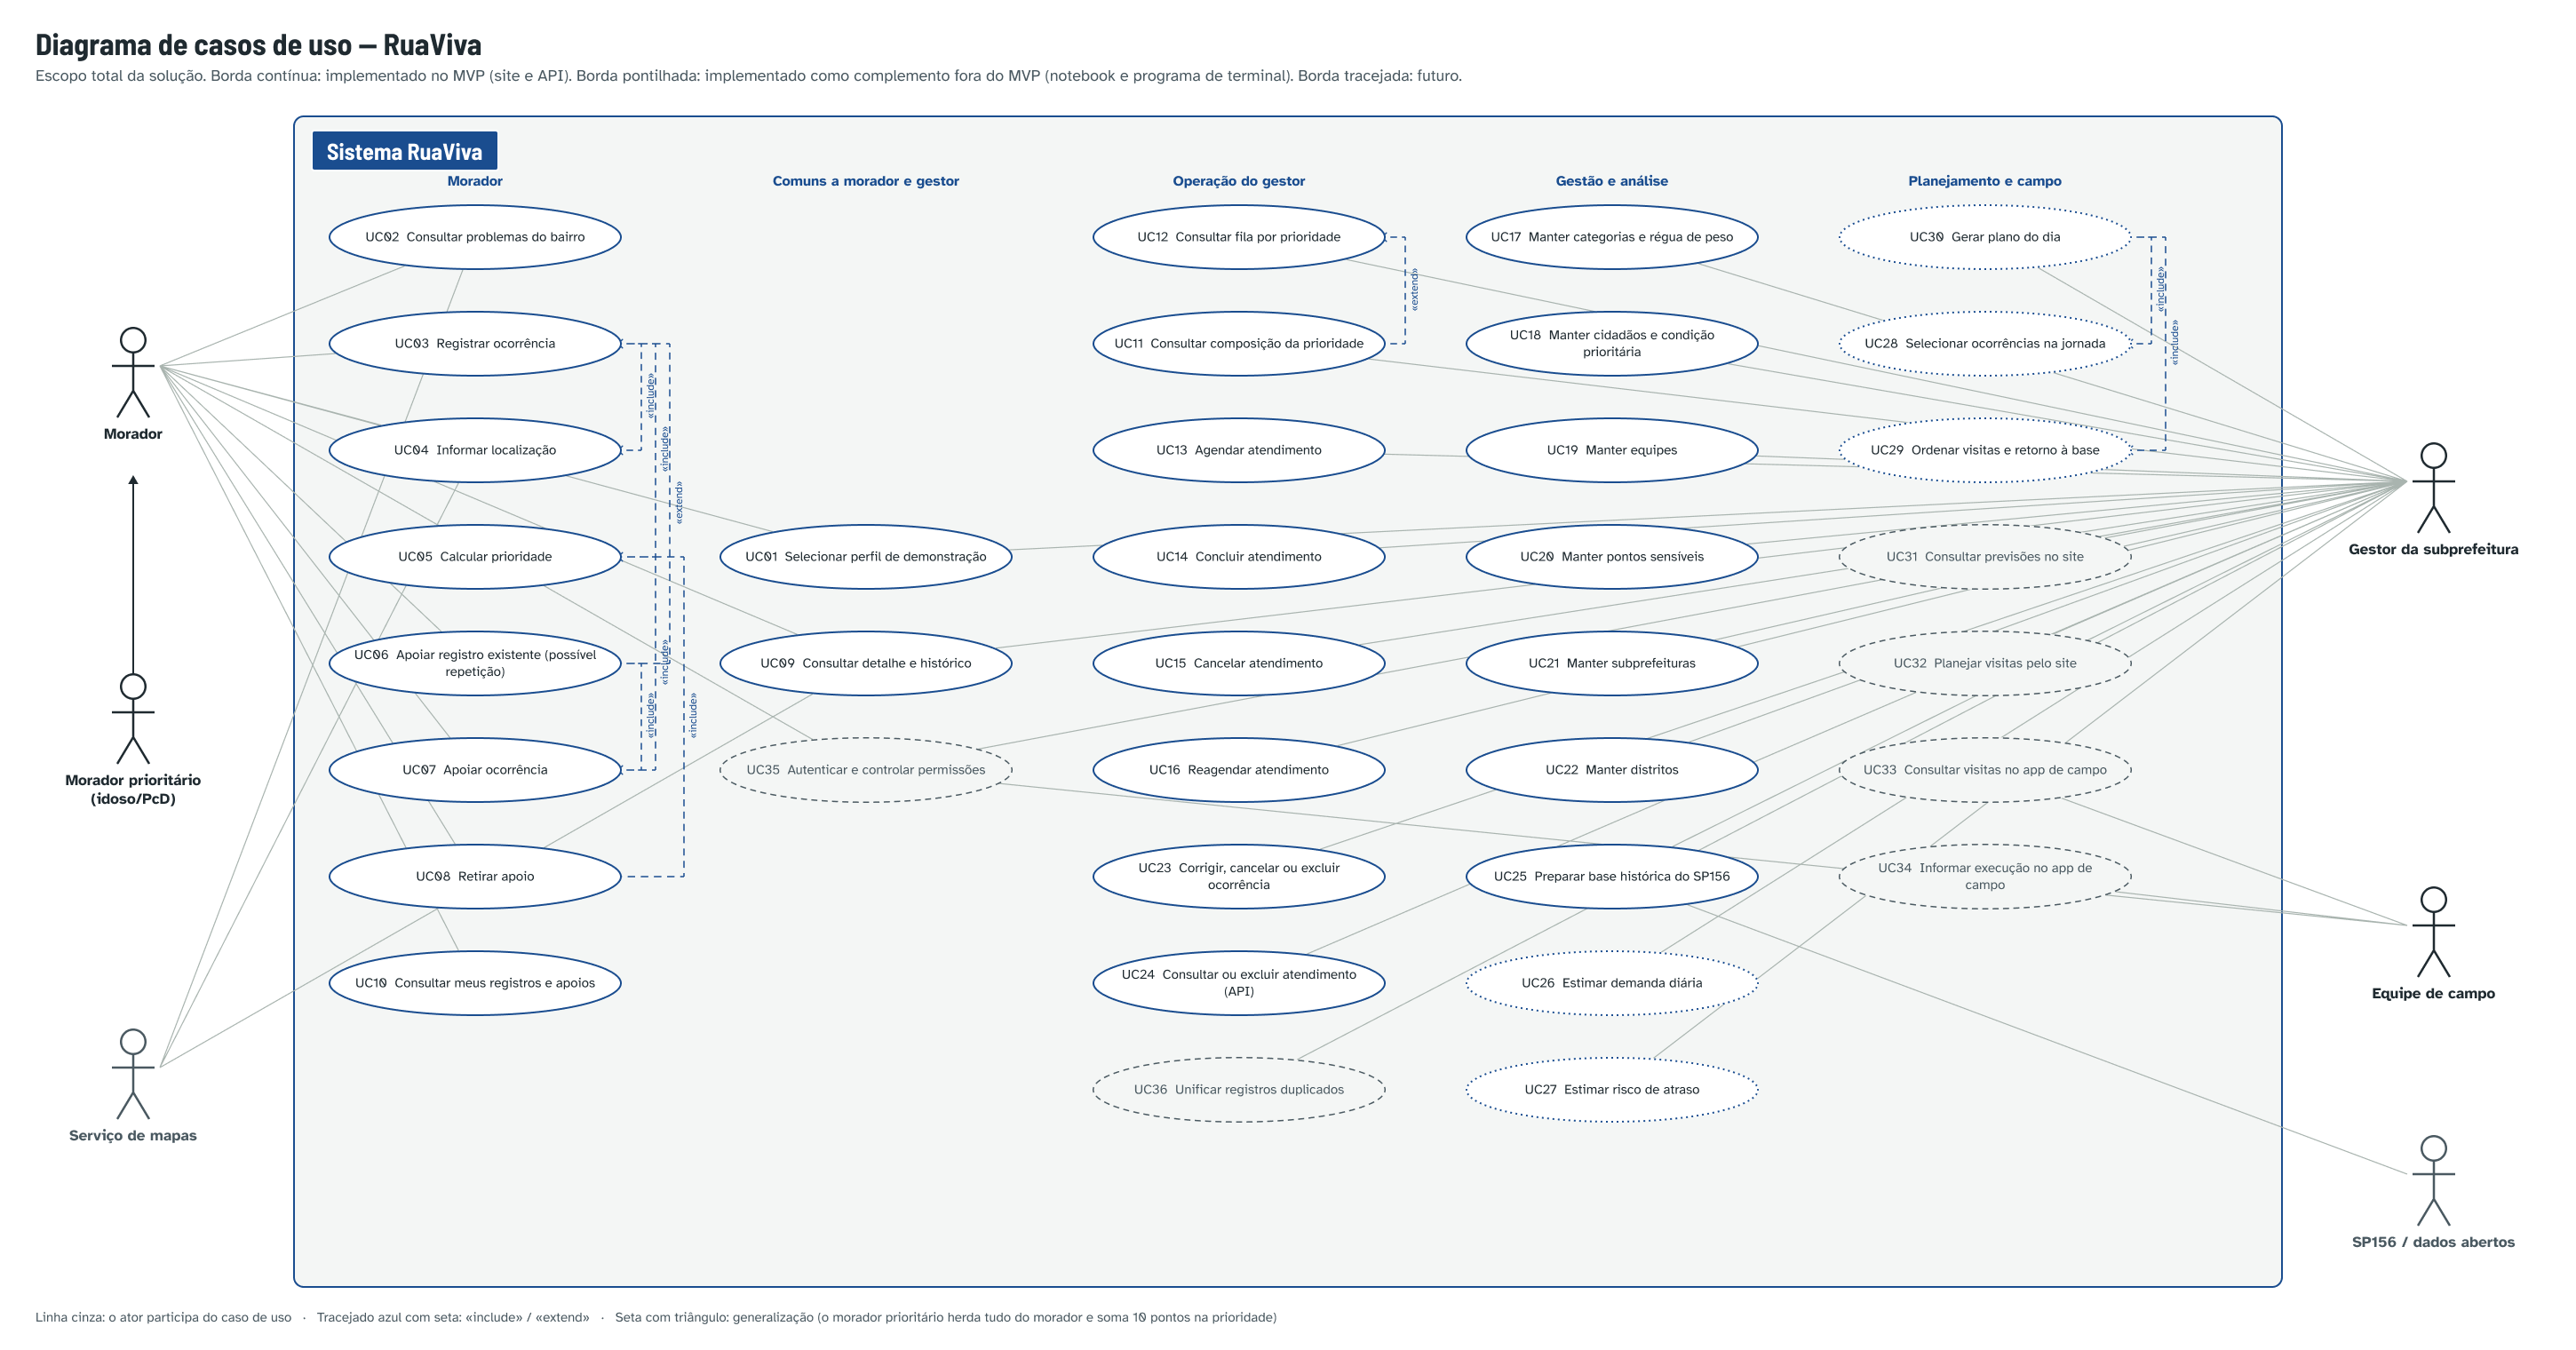 Diagrama de casos de uso — RuaViva
Escopo total da solução. Borda contínua: implementado no MVP (site e API). Borda pontilhada: implementado como complemento fora do MVP (notebook e programa de terminal). Borda tracejada: futuro.
Sistema RuaViva
Morador
Comuns a morador e gestor
Operação do gestor
Gestão e análise
Planejamento e campo
UC02 Consultar problemas do bairro
UC03 Registrar ocorrência
UC04 Informar localização
UC05 Calcular prioridade
UC06 Apoiar registro existente (possível
repetição)
UC07 Apoiar ocorrência
UC08 Retirar apoio
UC10 Consultar meus registros e apoios
«include»
«include»
«extend»
«include»
«include»
«include»
UC01 Selecionar perfil de demonstração
UC09 Consultar detalhe e histórico
UC35 Autenticar e controlar permissões
UC12 Consultar fila por prioridade
«extend»
UC11 Consultar composição da prioridade
UC13 Agendar atendimento
UC14 Concluir atendimento
UC15 Cancelar atendimento
UC16 Reagendar atendimento
UC23 Corrigir, cancelar ou excluir
ocorrência
UC24 Consultar ou excluir atendimento
(API)
UC36 Unificar registros duplicados
UC17 Manter categorias e régua de peso
UC18 Manter cidadãos e condição
prioritária
UC19 Manter equipes
UC20 Manter pontos sensíveis
UC21 Manter subprefeituras
UC22 Manter distritos
UC25 Preparar base histórica do SP156
UC26 Estimar demanda diária
UC27 Estimar risco de atraso
UC30 Gerar plano do dia
«include»
«include»
UC28 Selecionar ocorrências na jornada
UC29 Ordenar visitas e retorno à base
UC31 Consultar previsões no site
UC32 Planejar visitas pelo site
UC33 Consultar visitas no app de campo
UC34 Informar execução no app de
campo
Morador
Morador prioritário
(idoso/PcD)
Serviço de mapas
Gestor da subprefeitura
Equipe de campo
SP156 / dados abertos
Linha cinza: o ator participa do caso de uso · Tracejado azul com seta: «include» / «extend» · Seta com triângulo: generalização (o morador prioritário herda tudo do morador e soma 10 pontos na prioridade)